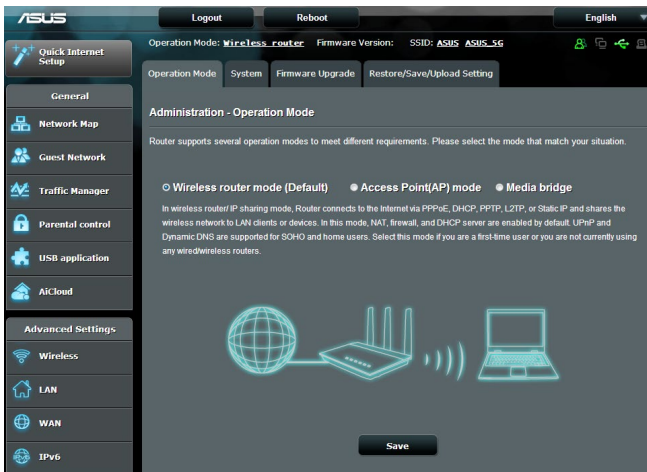 ASUS
Logout
Reboot
English
Quick Internet
Setup
Operation Mode: Wireless router Firmware Version: SSID: ASUS ASUS_5G
Operation Mode
System
Firmware Upgrade
Restore/Save/Upload Setting
General
Network Map
Guest Network
Traffic Manager
Parental control
USB application
AiCloud
Advanced Settings
Wireless
LAN
WAN
IPv6
Administration - Operation Mode
Router supports several operation modes to meet different requirements. Please select the mode that match your situation.
Wireless router mode (Default)
Access Point(AP) mode
Media bridge
In wireless router/ IP sharing mode, Router connects to the Internet via PPPoE, DHCP, PPTP, L2TP, or Static IP and shares the
wireless network to LAN clients or devices. In this mode, NAT, firewall, and DHCP server are enabled by default. UPnP and
Dynamic DNS are supported for SOHO and home users. Select this mode if you are a first-time user or you are not currently using
any wired/wireless routers.
Save